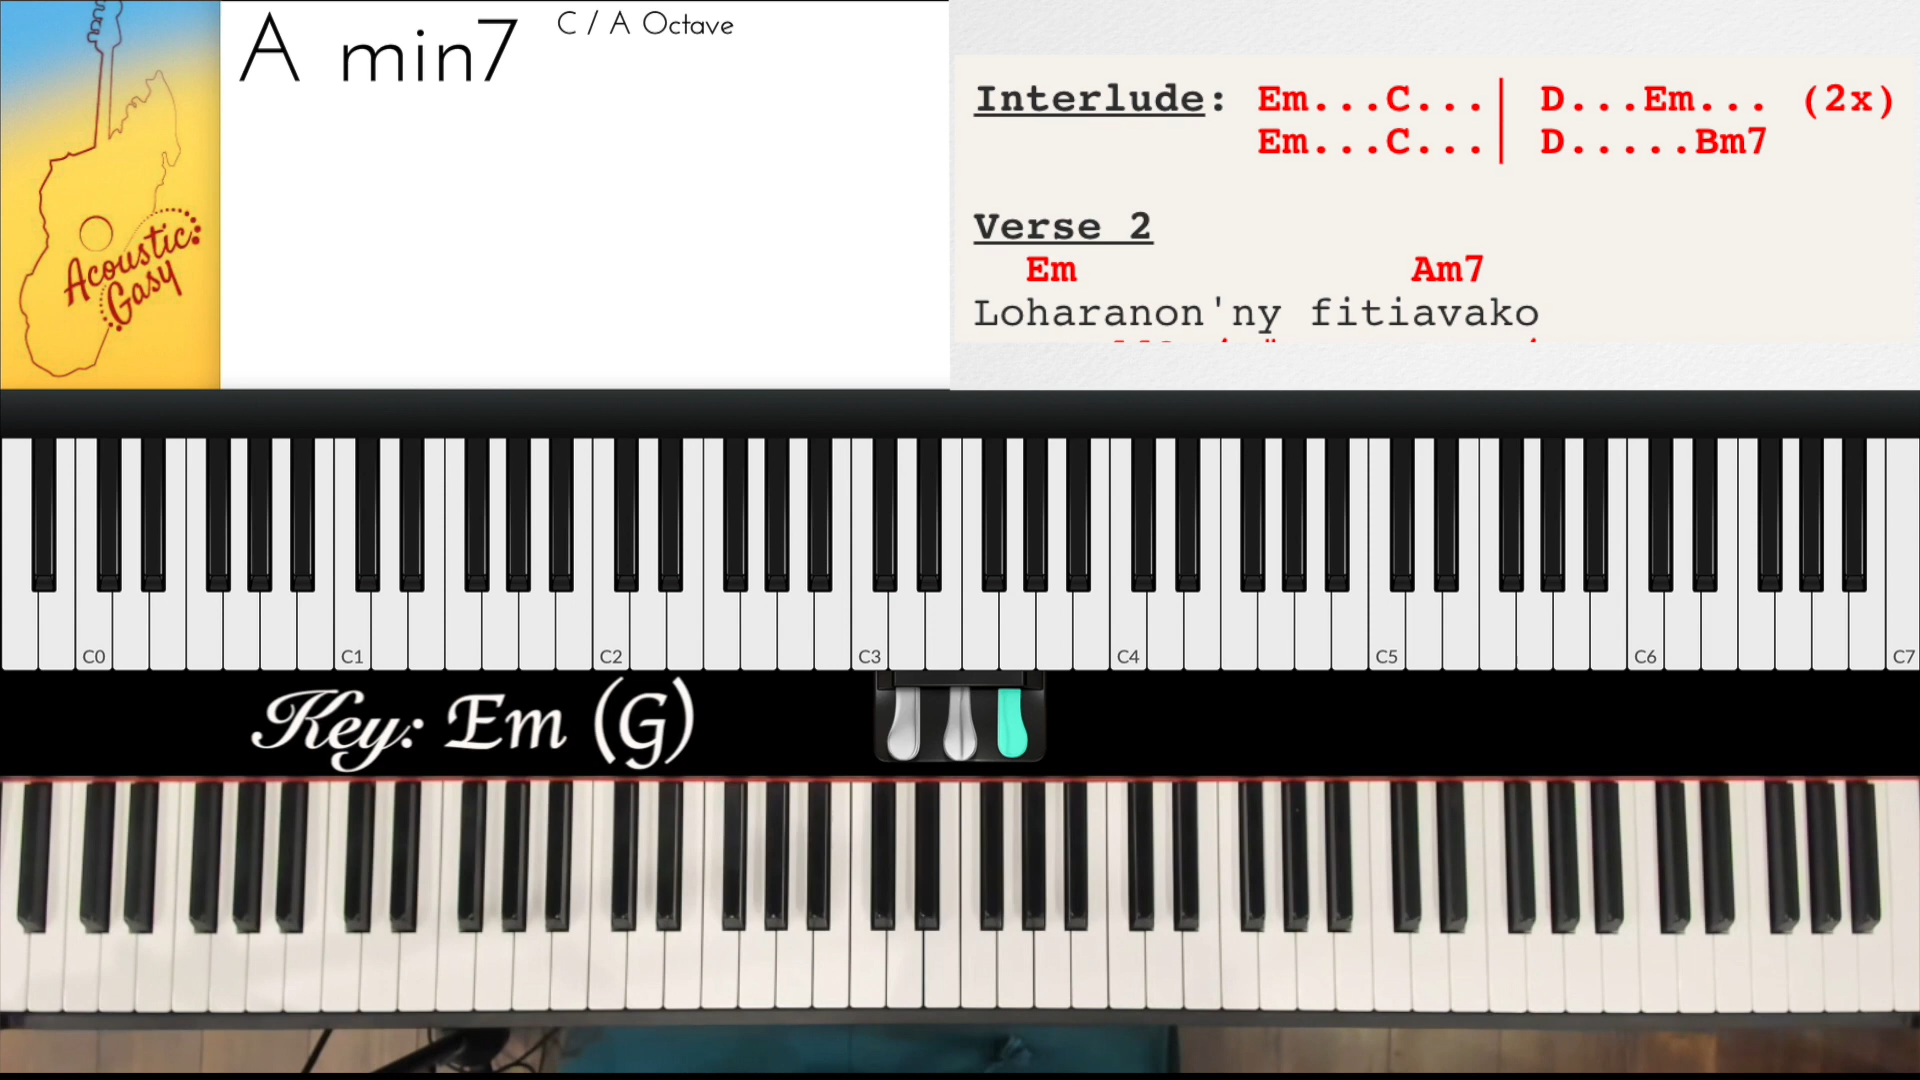 A min7 C / A Octave
Acoustic
Gasy
Interlude: Em...C...| D...Em... (2x)
Em...C...| D.....Bm7
Verse 2
Em Am7
Loharanon'ny fitiavako
C0 C1 C2 C3 C4 C5 C6 C7
Key: Em (G)